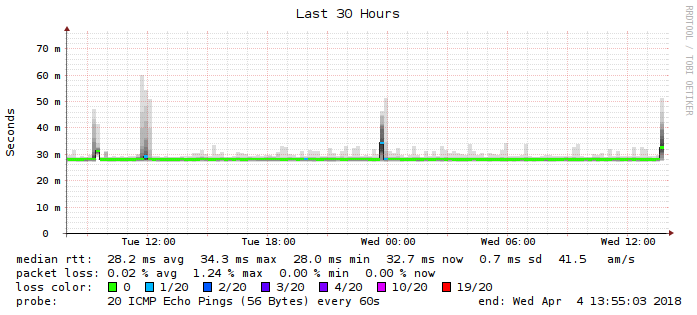 Last 30 Hours
RRDTOOL / TOBI OETIKER
Seconds
70 m
60 m
50 m
40 m
30 m
20 m
10 m
0
Tue 12:00 Tue 18:00 Wed 00:00 Wed 06:00 Wed 12:00
median rtt: 28.2 ms avg 34.3 ms max 28.0 ms min 32.7 ms now 0.7 ms sd 41.5 am/s
packet loss: 0.02 % avg 1.24 % max 0.00 % min 0.00 % now
loss color: 0 1/20 2/20 3/20 4/20 10/20 19/20
probe: 20 ICMP Echo Pings (56 Bytes) every 60s end: Wed Apr 4 13:55:03 2018